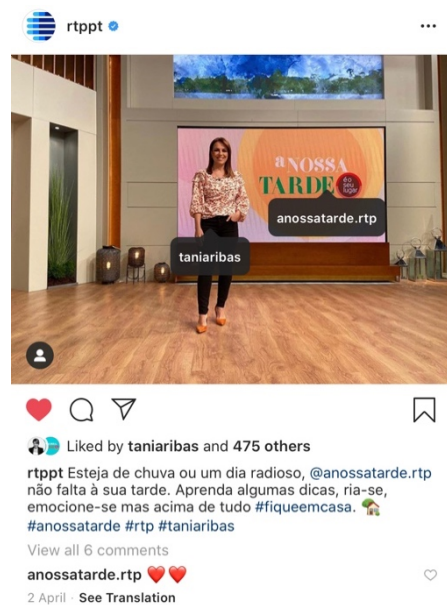 rtppt
a NOSSA
TARDE
é o
seu
lugar
anossatarde.rtp
taniaribas
Liked by taniaribas and 475 others
rtppt Esteja de chuva ou um dia radioso, @anossatarde.rtp
não falta à sua tarde. Aprenda algumas dicas, ria-se,
emocione-se mas acima de tudo #fiqueemcasa. 🏡
#anossatarde #rtp #taniaribas
View all 6 comments
anossatarde.rtp ❤️❤️
2 April · See Translation